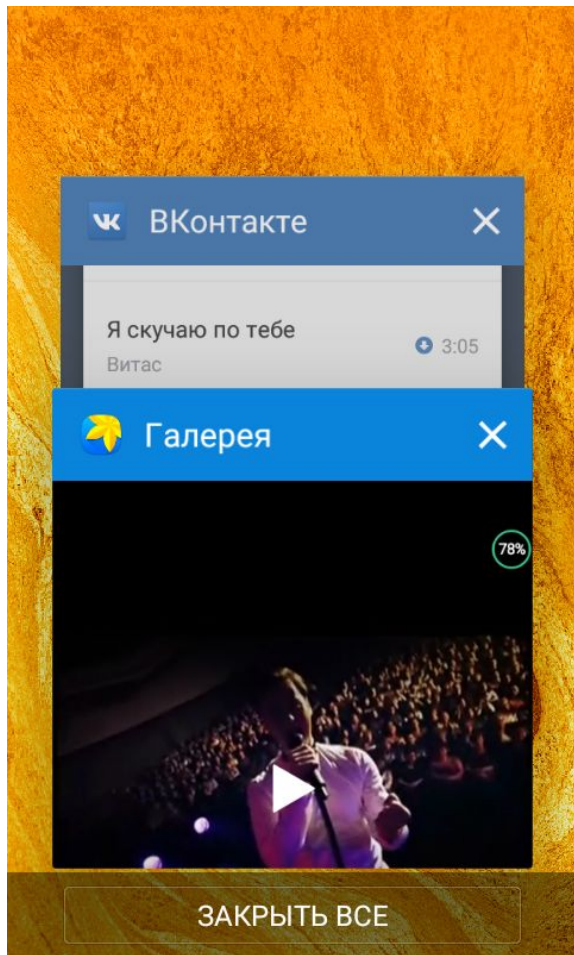 ВКонтакте
Я скучаю по тебе
3:05
Витас
Галерея
78%
ЗАКРЫТЬ ВСЕ